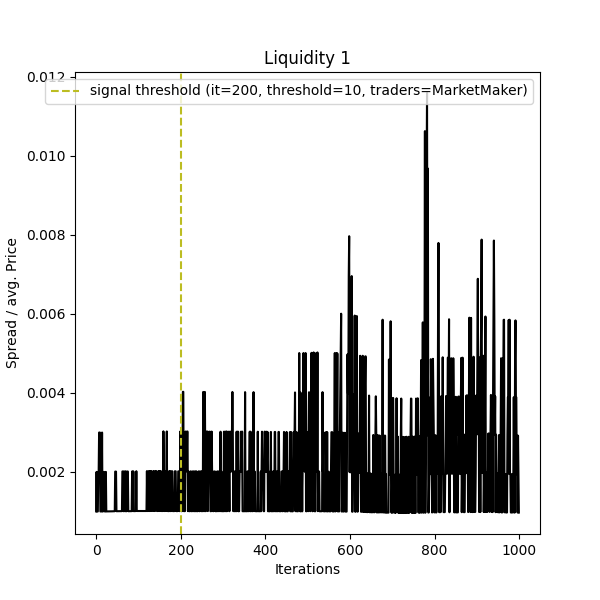 Liquidity 1
signal threshold (it=200, threshold=10, traders=MarketMaker)
Spread / avg. Price
0.012
0.010
0.008
0.006
0.004
0.002
0 200 400 600 800 1000
Iterations